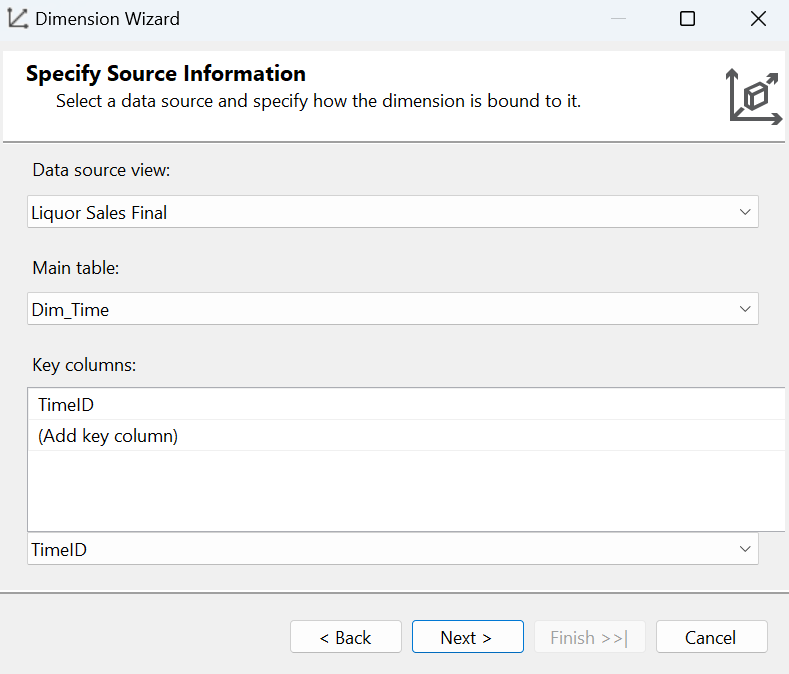 Dimension Wizard
Specify Source Information
Select a data source and specify how the dimension is bound to it.
Data source view:
Liquor Sales Final
Main table:
Dim_Time
Key columns:
TimeID
(Add key column)
TimeID
< Back
Next >
Finish >>|
Cancel